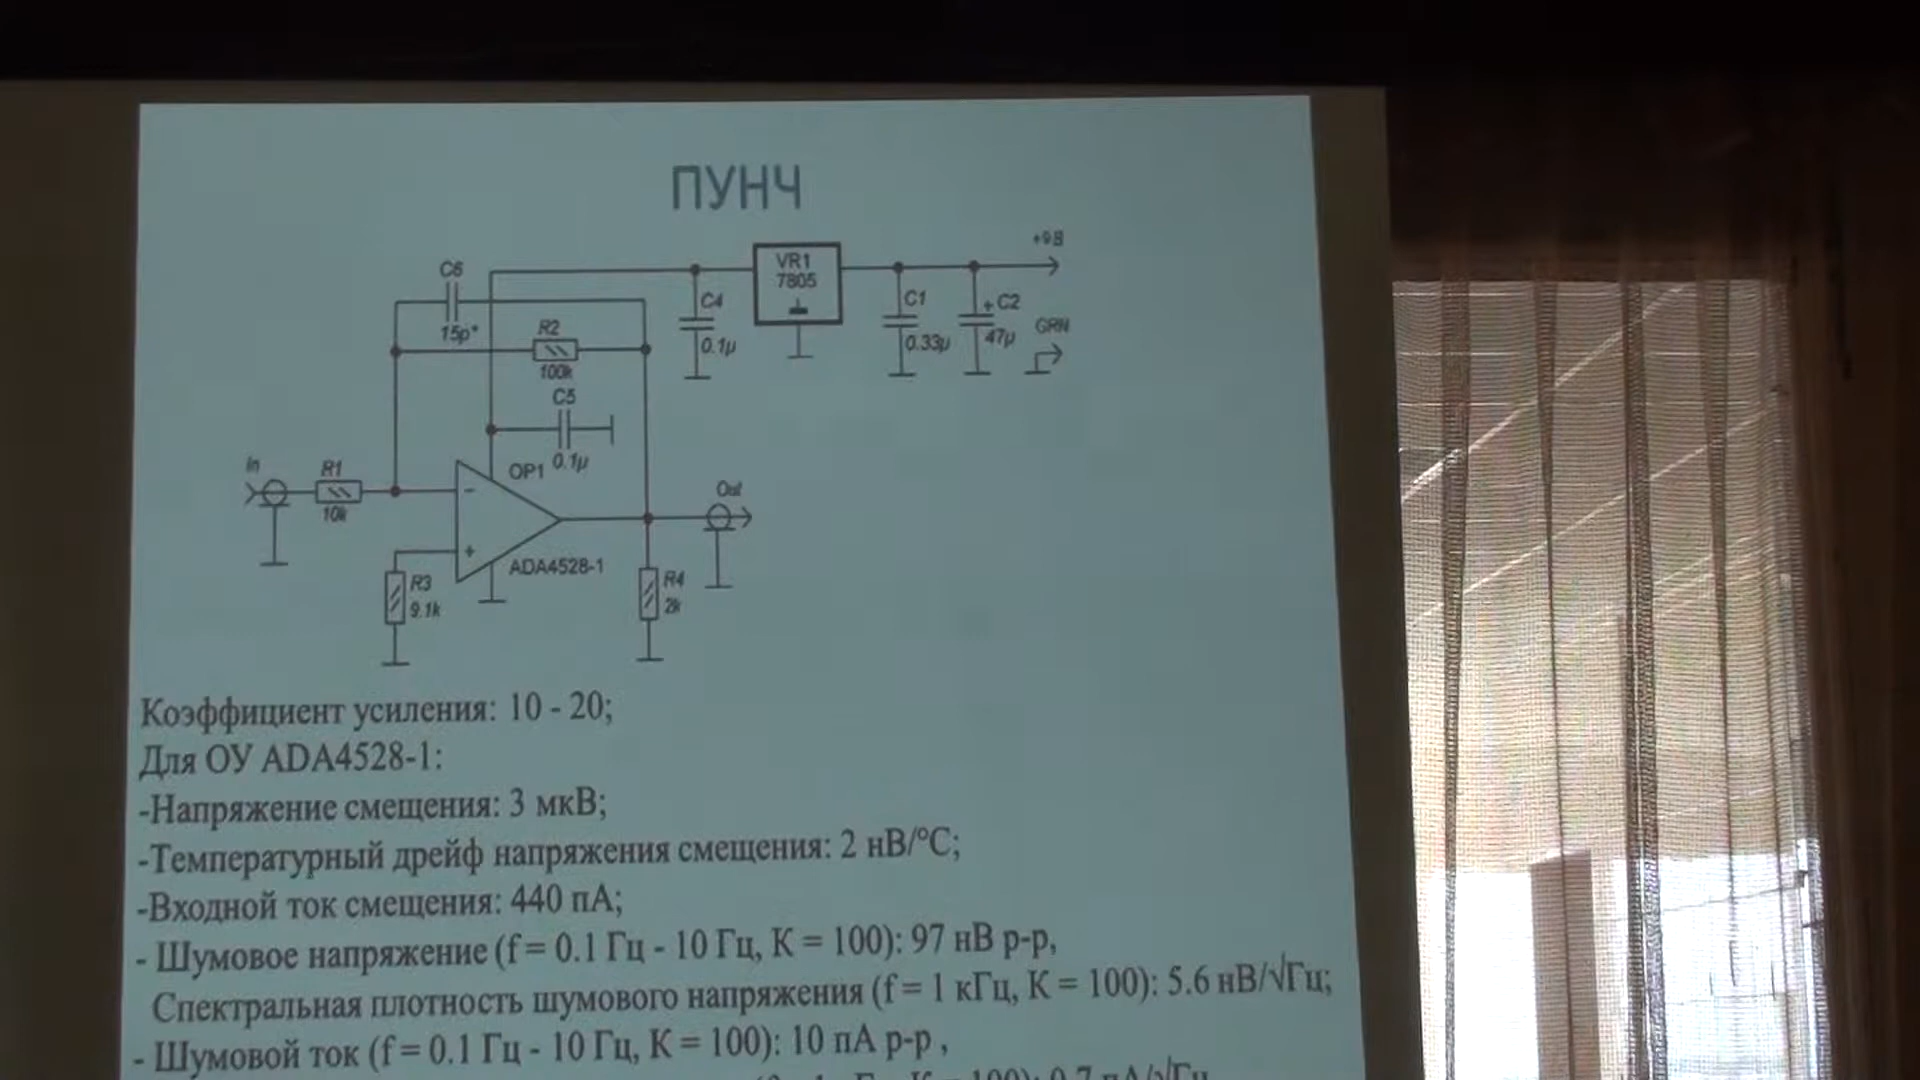 ПУНЧ
+9В
VR1
7805
C6
15p*
C4
0.1µ
C1
0.33µ
+ C2
47µ
GRN
R2
100k
C5
0.1µ
In
R1
10k
OP1
Out
ADA4528-1
R3
9.1k
R4
2k
Коэффициент усиления: 10 - 20;
Для ОУ ADA4528-1:
-Напряжение смещения: 3 мкВ;
-Температурный дрейф напряжения смещения: 2 нВ/°С;
-Входной ток смещения: 440 пА;
- Шумовое напряжение (f = 0.1 Гц - 10 Гц, К = 100): 97 нВ р-р,
Спектральная плотность шумового напряжения (f = 1 кГц, К = 100): 5.6 нВ/√Гц;
- Шумовой ток (f = 0.1 Гц - 10 Гц, К = 100): 10 пА р-р ,